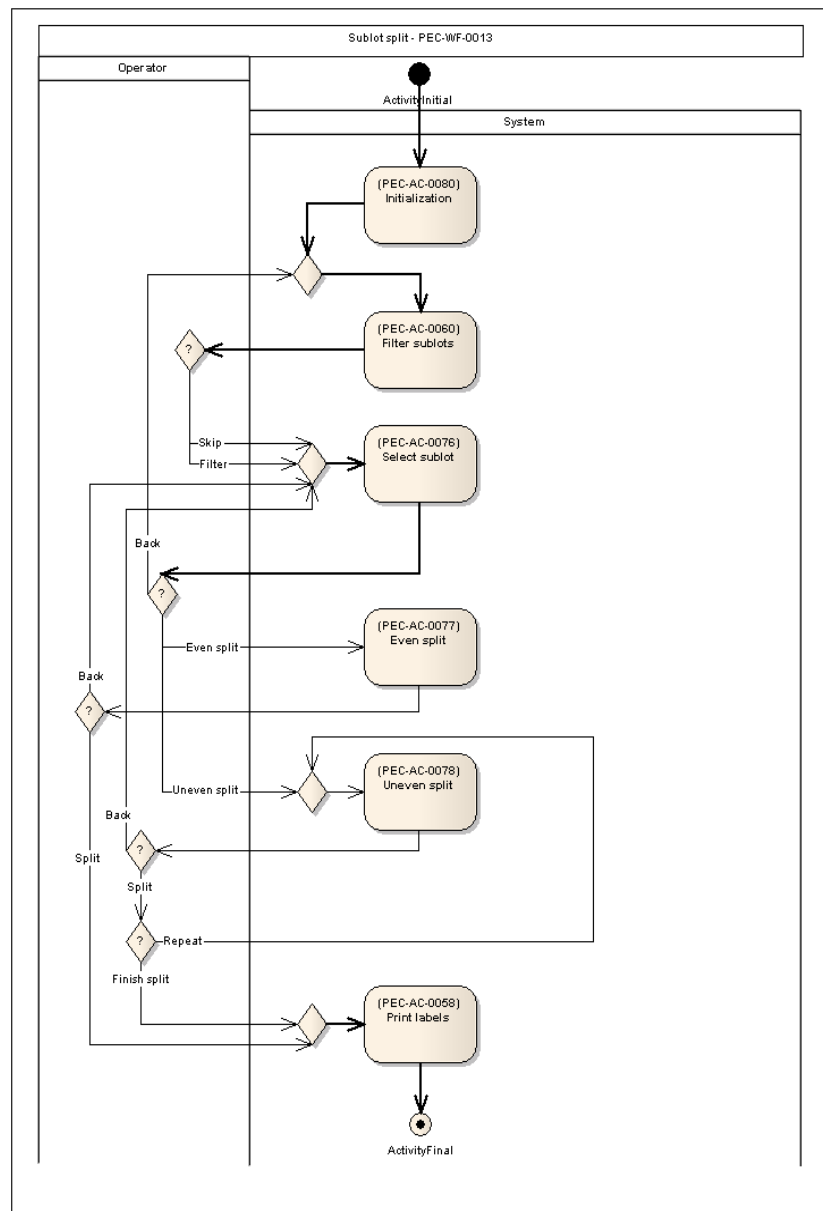 Sublot split - PEC-WF-0013
Operator
ActivityInitial
System
(PEC-AC-0080)
Initialization
(PEC-AC-0060)
Filter sublots
?
Skip
Filter
(PEC-AC-0076)
Select sublot
Back
?
(PEC-AC-0077)
Even split
Even split
Back
?
(PEC-AC-0078)
Uneven split
Uneven split
Back
?
Split
Split
?
Repeat
Finish split
(PEC-AC-0058)
Print labels
ActivityFinal